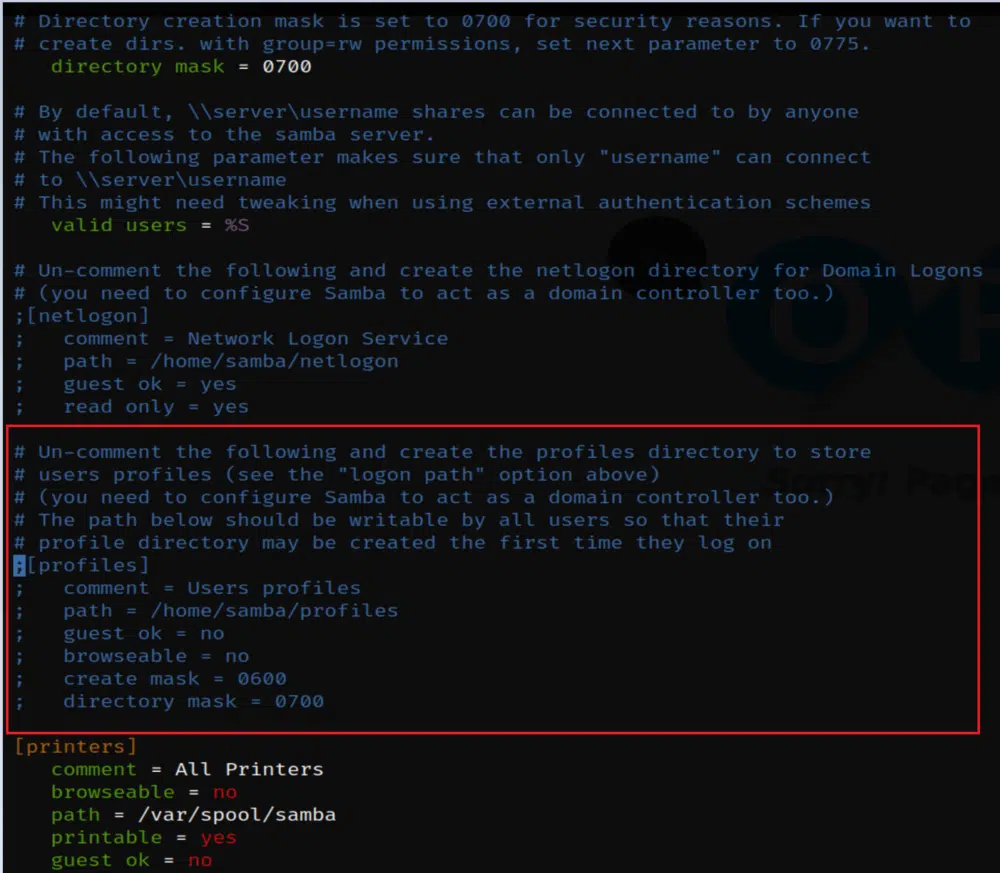 # Directory creation mask is set to 0700 for security reasons. If you want to
# create dirs. with group=rw permissions, set next parameter to 0775.
   directory mask = 0700

# By default, \\server\username shares can be connected to by anyone
# with access to the samba server.
# The following parameter makes sure that only "username" can connect
# to \\server\username
# This might need tweaking when using external authentication schemes
   valid users = %S

# Un-comment the following and create the netlogon directory for Domain Logons
# (you need to configure Samba to act as a domain controller too.)
;[netlogon]
;   comment = Network Logon Service
;   path = /home/samba/netlogon
;   guest ok = yes
;   read only = yes

# Un-comment the following and create the profiles directory to store
# users profiles (see the "logon path" option above)
# (you need to configure Samba to act as a domain controller too.)
# The path below should be writable by all users so that their
# profile directory may be created the first time they log on
;[profiles]
;   comment = Users profiles
;   path = /home/samba/profiles
;   guest ok = no
;   browseable = no
;   create mask = 0600
;   directory mask = 0700

[printers]
   comment = All Printers
   browseable = no
   path = /var/spool/samba
   printable = yes
   guest ok = no
Sorry!